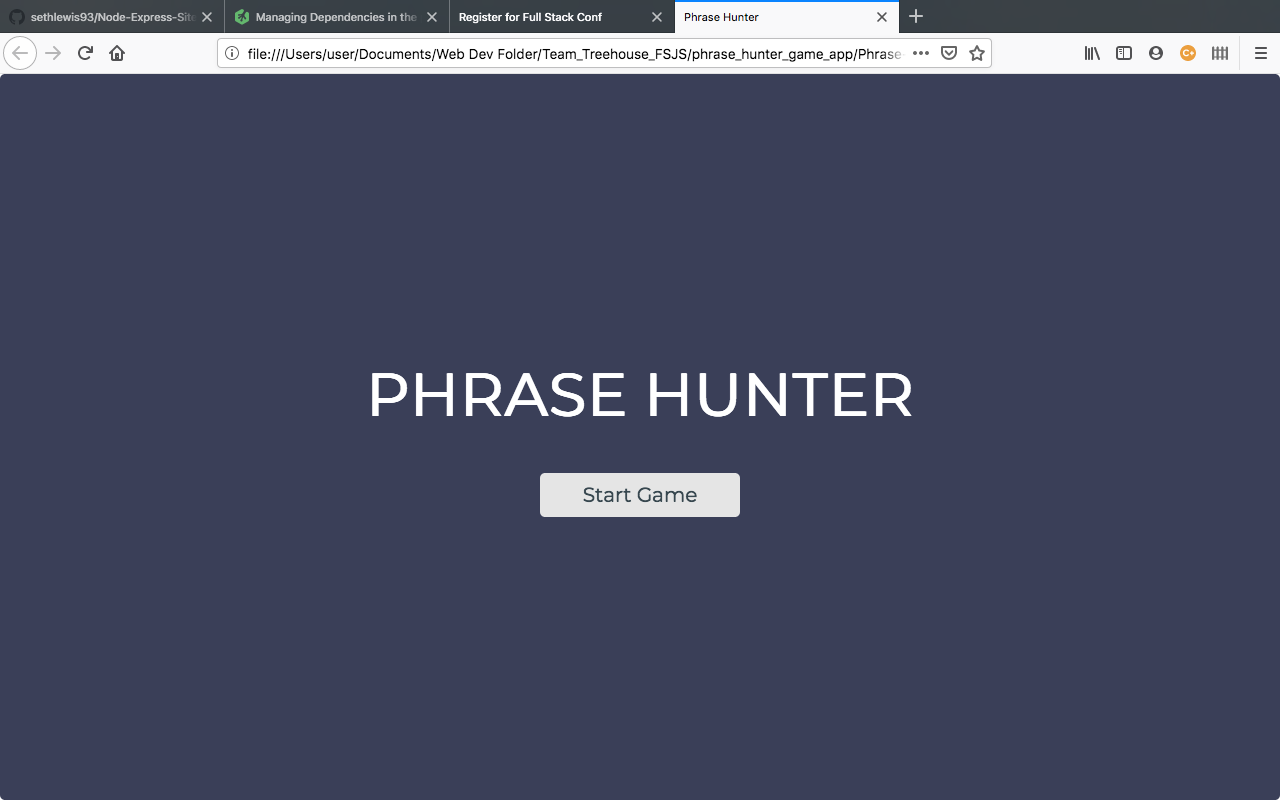 sethlewis93/Node-Express-Sit
Managing Dependencies in the
Register for Full Stack Conf
Phrase Hunter
file:///Users/user/Documents/Web Dev Folder/Team_Treehouse_FSJS/phrase_hunter_game_app/Phrase-
C+
PHRASE HUNTER
Start Game